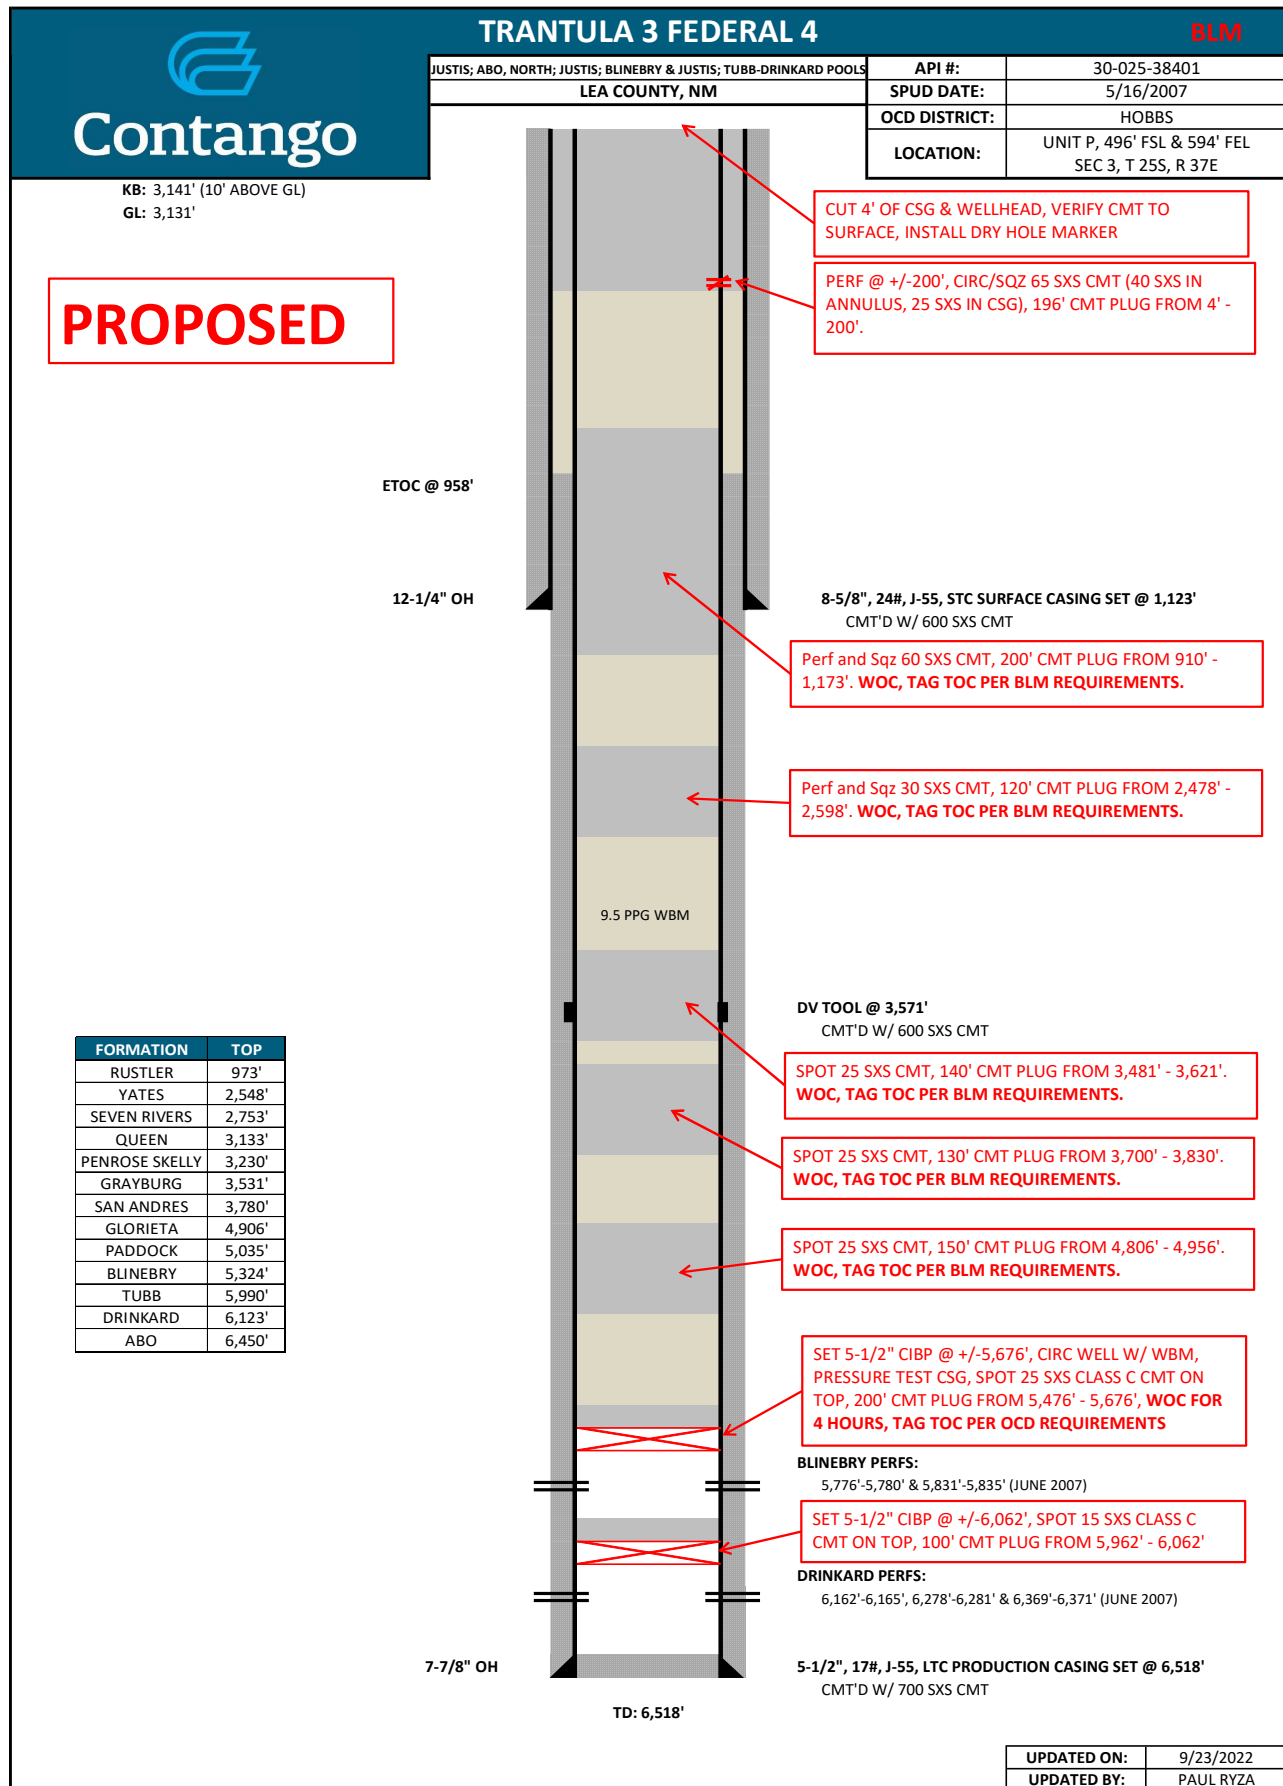 TRANTULA 3 FEDERAL 4
BLM
Contango
JUSTIS; ABO, NORTH; JUSTIS; BLINEBRY & JUSTIS; TUBB-DRINKARD POOLS
LEA COUNTY, NM
API #: 30-025-38401
SPUD DATE: 5/16/2007
OCD DISTRICT: HOBBS
LOCATION: UNIT P, 496' FSL & 594' FEL
SEC 3, T 25S, R 37E
KB: 3,141' (10' ABOVE GL)
GL: 3,131'
PROPOSED
CUT 4' OF CSG & WELLHEAD, VERIFY CMT TO
SURFACE, INSTALL DRY HOLE MARKER
PERF @ +/-200', CIRC/SQZ 65 SXS CMT (40 SXS IN
ANNULUS, 25 SXS IN CSG), 196' CMT PLUG FROM 4' -
200'.
ETOC @ 958'
12-1/4" OH
8-5/8", 24#, J-55, STC SURFACE CASING SET @ 1,123'
CMT'D W/ 600 SXS CMT
Perf and Sqz 60 SXS CMT, 200' CMT PLUG FROM 910' -
1,173'. WOC, TAG TOC PER BLM REQUIREMENTS.
Perf and Sqz 30 SXS CMT, 120' CMT PLUG FROM 2,478' -
2,598'. WOC, TAG TOC PER BLM REQUIREMENTS.
9.5 PPG WBM
DV TOOL @ 3,571'
CMT'D W/ 600 SXS CMT
SPOT 25 SXS CMT, 140' CMT PLUG FROM 3,481' - 3,621'.
WOC, TAG TOC PER BLM REQUIREMENTS.
SPOT 25 SXS CMT, 130' CMT PLUG FROM 3,700' - 3,830'.
WOC, TAG TOC PER BLM REQUIREMENTS.
SPOT 25 SXS CMT, 150' CMT PLUG FROM 4,806' - 4,956'.
WOC, TAG TOC PER BLM REQUIREMENTS.
FORMATION TOP
RUSTLER 973'
YATES 2,548'
SEVEN RIVERS 2,753'
QUEEN 3,133'
PENROSE SKELLY 3,230'
GRAYBURG 3,531'
SAN ANDRES 3,780'
GLORIETA 4,906'
PADDOCK 5,035'
BLINEBRY 5,324'
TUBB 5,990'
DRINKARD 6,123'
ABO 6,450'
SET 5-1/2" CIBP @ +/-5,676', CIRC WELL W/ WBM,
PRESSURE TEST CSG, SPOT 25 SXS CLASS C CMT ON
TOP, 200' CMT PLUG FROM 5,476' - 5,676', WOC FOR
4 HOURS, TAG TOC PER OCD REQUIREMENTS
BLINEBRY PERFS:
5,776'-5,780' & 5,831'-5,835' (JUNE 2007)
SET 5-1/2" CIBP @ +/-6,062', SPOT 15 SXS CLASS C
CMT ON TOP, 100' CMT PLUG FROM 5,962' - 6,062'
DRINKARD PERFS:
6,162'-6,165', 6,278'-6,281' & 6,369'-6,371' (JUNE 2007)
7-7/8" OH
5-1/2", 17#, J-55, LTC PRODUCTION CASING SET @ 6,518'
CMT'D W/ 700 SXS CMT
TD: 6,518'
UPDATED ON: 9/23/2022
UPDATED BY: PAUL RYZA